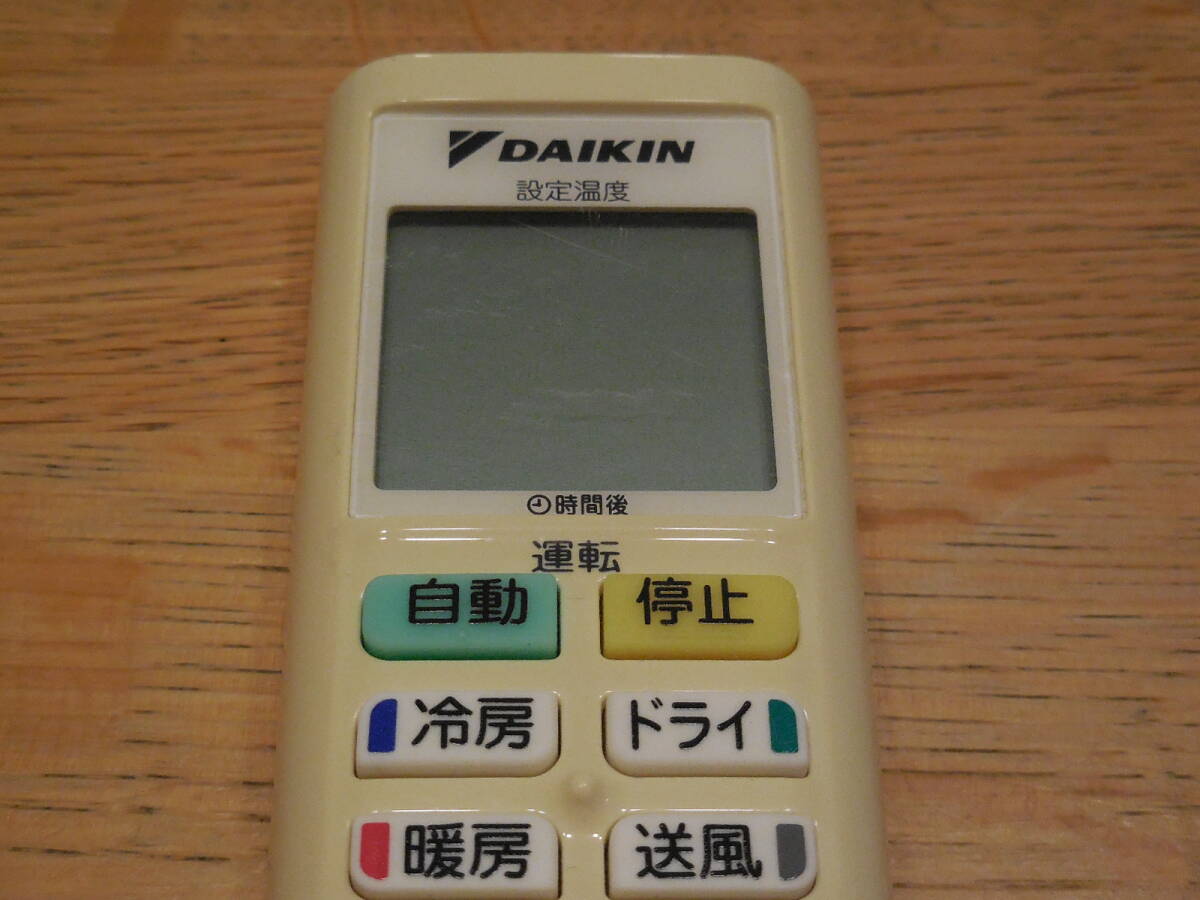 DAIKIN
設定温度
時間後
運転
自動 停止
冷房 ドライ
暖房 送風